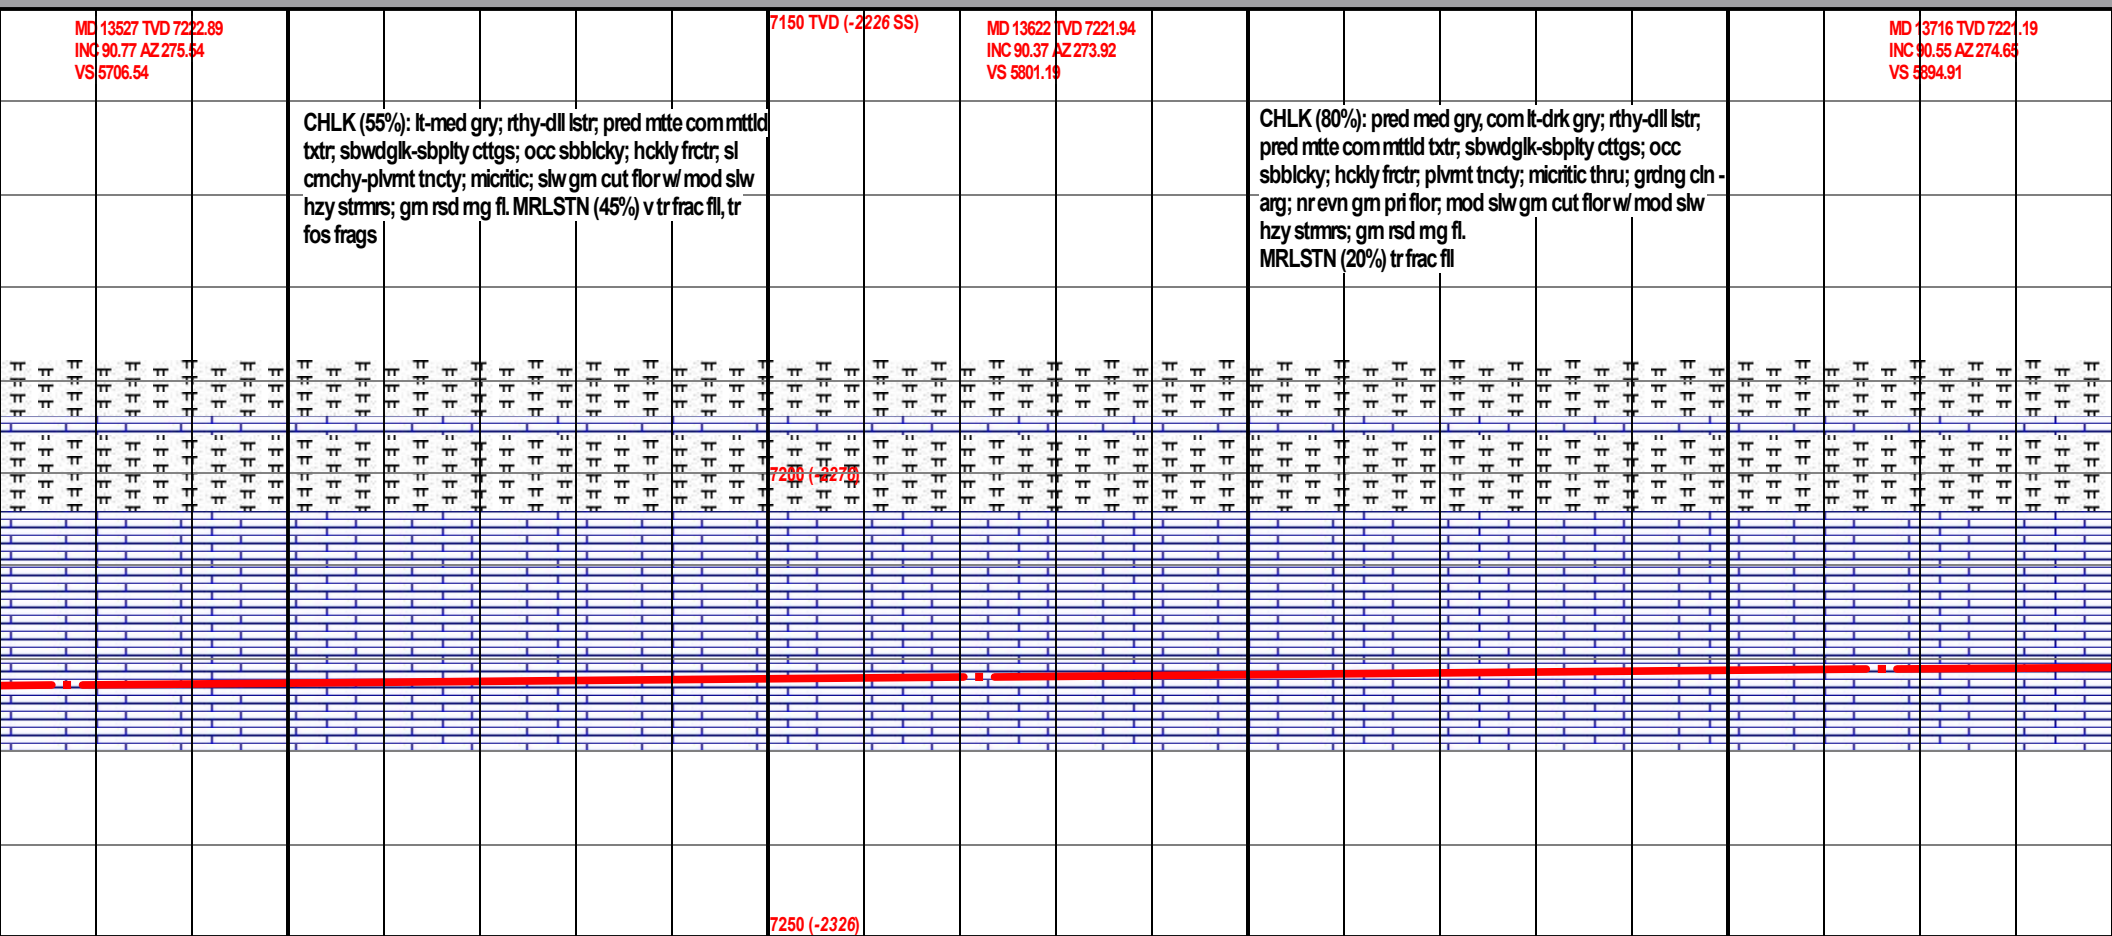 MD 13527 TVD 7222.89
INC 90.77 AZ 275.54
VS 5706.54
7150 TVD (-2226 SS)
MD 13622 TVD 7221.94
INC 90.37 AZ 273.92
VS 5801.19
MD 13716 TVD 7221.19
INC 90.55 AZ 274.65
VS 5894.91
CHLK (55%): lt-med gry; rthy-dll lstr; pred mtte com mttld
txtr; sbwdglk-sbplty cttgs; occ sbblcky; hckly frctr; sl
crnchy-plvrnt tncty; micritic; slw grn cut flor w/ mod slw
hzy strmrs; grn rsd rng fl. MRLSTN (45%) v tr frac fll, tr
fos frags
CHLK (80%): pred med gry, com lt-drk gry; rthy-dll lstr;
pred mtte com mttld txtr; sbwdglk-sbplty cttgs; occ
sbblcky; hckly frctr; plvrnt tncty; micritic thru; grdng cln -
arg; nr evn grn pri flor; mod slw grn cut flor w/ mod slw
hzy strmrs; grn rsd rng fl.
MRLSTN (20%) tr frac fll
7200 (-2276)
7250 (-2326)